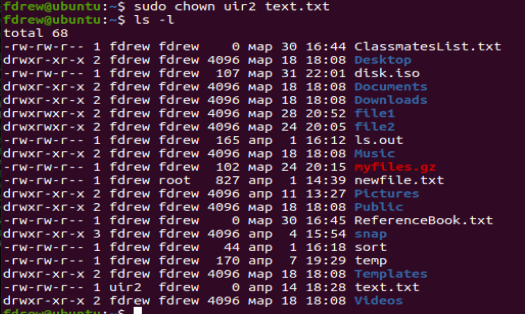 fdrew@ubuntu:~$ sudo chown uir2 text.txt
fdrew@ubuntu:~$ ls -l
total 68
-rw-rw-r-- 1 fdrew fdrew    0 мар 30 16:44 ClassmatesList.txt
drwxr-xr-x 2 fdrew fdrew 4096 мар 18 18:08 Desktop
-rw-rw-r-- 1 fdrew fdrew  107 мар 31 22:01 disk.iso
drwxr-xr-x 2 fdrew fdrew 4096 мар 18 18:08 Documents
drwxr-xr-x 2 fdrew fdrew 4096 мар 18 18:08 Downloads
drwxrwxr-x 2 fdrew fdrew 4096 мар 28 20:52 file1
drwxrwxr-x 2 fdrew fdrew 4096 мар 24 20:05 file2
-rw-rw-r-- 1 fdrew fdrew  165 апр  1 16:12 ls.out
drwxr-xr-x 2 fdrew fdrew 4096 мар 18 18:08 Music
-rw-rw-r-- 1 fdrew fdrew  102 мар 24 20:15 myfiles.gz
-rw-rw-r-- 1 fdrew root   827 апр  1 14:39 newfile.txt
drwxr-xr-x 2 fdrew fdrew 4096 апр 11 13:27 Pictures
drwxr-xr-x 2 fdrew fdrew 4096 мар 18 18:08 Public
-rw-rw-r-- 1 fdrew fdrew    0 мар 30 16:45 ReferenceBook.txt
drwxr-xr-x 3 fdrew fdrew 4096 апр  4 15:54 snap
-rw-rw-r-- 1 fdrew fdrew   44 апр  1 16:18 sort
-rw-rw-r-- 1 fdrew fdrew  170 апр  7 19:29 temp
drwxr-xr-x 2 fdrew fdrew 4096 мар 18 18:08 Templates
-rw-rw-r-- 1 uir2  fdrew    0 апр 14 18:28 text.txt
drwxr-xr-x 2 fdrew fdrew 4096 мар 18 18:08 Videos
fdrew@ubuntu:~$